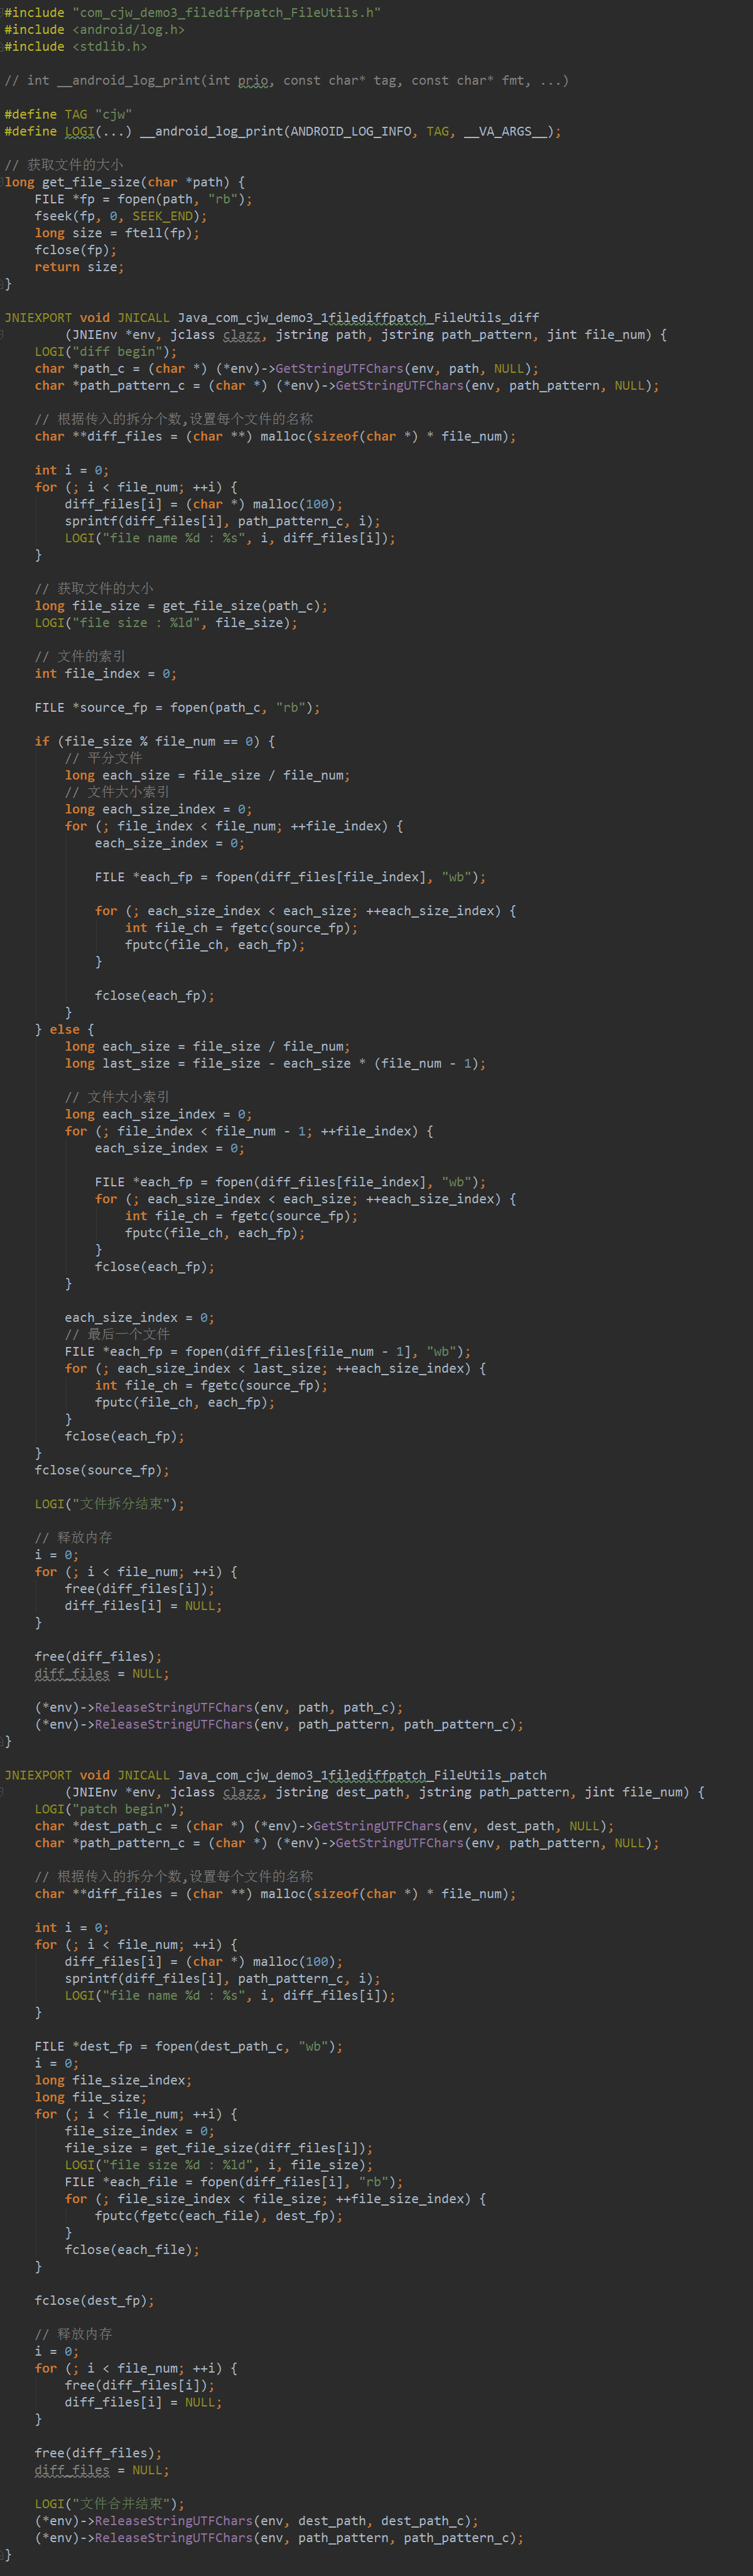 #include "com_cjw_demo3_filediffpatch_FileUtils.h"
#include <android/log.h>
#include <stdlib.h>

// int __android_log_print(int prio, const char* tag, const char* fmt, ...)

#define TAG "cjw"
#define LOGI(...) __android_log_print(ANDROID_LOG_INFO, TAG, __VA_ARGS__);

// 获取文件的大小
long get_file_size(char *path) {
    FILE *fp = fopen(path, "rb");
    fseek(fp, 0, SEEK_END);
    long size = ftell(fp);
    fclose(fp);
    return size;
}

JNIEXPORT void JNICALL Java_com_cjw_demo3_1filediffpatch_FileUtils_diff
        (JNIEnv *env, jclass clazz, jstring path, jstring path_pattern, jint file_num) {
    LOGI("diff begin");
    char *path_c = (char *) (*env)->GetStringUTFChars(env, path, NULL);
    char *path_pattern_c = (char *) (*env)->GetStringUTFChars(env, path_pattern, NULL);

    // 根据传入的拆分个数,设置每个文件的名称
    char **diff_files = (char **) malloc(sizeof(char *) * file_num);

    int i = 0;
    for (; i < file_num; ++i) {
        diff_files[i] = (char *) malloc(100);
        sprintf(diff_files[i], path_pattern_c, i);
        LOGI("file name %d : %s", i, diff_files[i]);
    }

    // 获取文件的大小
    long file_size = get_file_size(path_c);
    LOGI("file size : %ld", file_size);

    // 文件的索引
    int file_index = 0;

    FILE *source_fp = fopen(path_c, "rb");

    if (file_size % file_num == 0) {
        // 平分文件
        long each_size = file_size / file_num;
        // 文件大小索引
        long each_size_index = 0;
        for (; file_index < file_num; ++file_index) {
            each_size_index = 0;

            FILE *each_fp = fopen(diff_files[file_index], "wb");

            for (; each_size_index < each_size; ++each_size_index) {
                int file_ch = fgetc(source_fp);
                fputc(file_ch, each_fp);
            }

            fclose(each_fp);
        }
    } else {
        long each_size = file_size / file_num;
        long last_size = file_size - each_size * (file_num - 1);

        // 文件大小索引
        long each_size_index = 0;
        for (; file_index < file_num - 1; ++file_index) {
            each_size_index = 0;

            FILE *each_fp = fopen(diff_files[file_index], "wb");
            for (; each_size_index < each_size; ++each_size_index) {
                int file_ch = fgetc(source_fp);
                fputc(file_ch, each_fp);
            }
            fclose(each_fp);
        }

        each_size_index = 0;
        // 最后一个文件
        FILE *each_fp = fopen(diff_files[file_num - 1], "wb");
        for (; each_size_index < last_size; ++each_size_index) {
            int file_ch = fgetc(source_fp);
            fputc(file_ch, each_fp);
        }
        fclose(each_fp);
    }
    fclose(source_fp);

    LOGI("文件拆分结束");

    // 释放内存
    i = 0;
    for (; i < file_num; ++i) {
        free(diff_files[i]);
        diff_files[i] = NULL;
    }

    free(diff_files);
    diff_files = NULL;

    (*env)->ReleaseStringUTFChars(env, path, path_c);
    (*env)->ReleaseStringUTFChars(env, path_pattern, path_pattern_c);
}

JNIEXPORT void JNICALL Java_com_cjw_demo3_1filediffpatch_FileUtils_patch
        (JNIEnv *env, jclass clazz, jstring dest_path, jstring path_pattern, jint file_num) {
    LOGI("patch begin");
    char *dest_path_c = (char *) (*env)->GetStringUTFChars(env, dest_path, NULL);
    char *path_pattern_c = (char *) (*env)->GetStringUTFChars(env, path_pattern, NULL);

    // 根据传入的拆分个数,设置每个文件的名称
    char **diff_files = (char **) malloc(sizeof(char *) * file_num);

    int i = 0;
    for (; i < file_num; ++i) {
        diff_files[i] = (char *) malloc(100);
        sprintf(diff_files[i], path_pattern_c, i);
        LOGI("file name %d : %s", i, diff_files[i]);
    }

    FILE *dest_fp = fopen(dest_path_c, "wb");
    i = 0;
    long file_size_index;
    long file_size;
    for (; i < file_num; ++i) {
        file_size_index = 0;
        file_size = get_file_size(diff_files[i]);
        LOGI("file size %d : %ld", i, file_size);
        FILE *each_file = fopen(diff_files[i], "rb");
        for (; file_size_index < file_size; ++file_size_index) {
            fputc(fgetc(each_file), dest_fp);
        }
        fclose(each_file);
    }

    fclose(dest_fp);

    // 释放内存
    i = 0;
    for (; i < file_num; ++i) {
        free(diff_files[i]);
        diff_files[i] = NULL;
    }

    free(diff_files);
    diff_files = NULL;

    LOGI("文件合并结束");
    (*env)->ReleaseStringUTFChars(env, dest_path, dest_path_c);
    (*env)->ReleaseStringUTFChars(env, path_pattern, path_pattern_c);
}